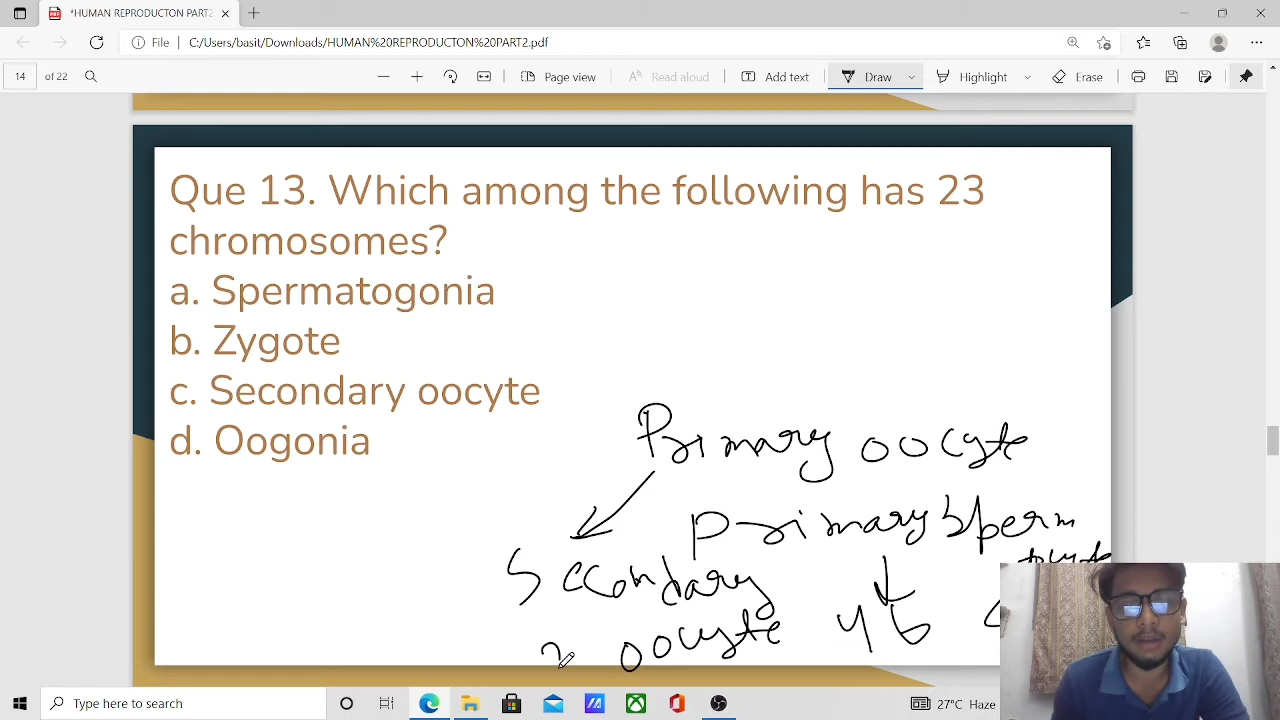 *HUMAN REPRODUCTON PART2
File C:/Users/basit/Downloads/HUMAN%20REPRODUCTON%20PART2.pdf
14 of 22 Page view Read aloud Add text Draw Highlight Erase
Que 13. Which among the following has 23
chromosomes?
a. Spermatogonia
b. Zygote
c. Secondary oocyte
d. Oogonia
Primary oocyte
Primary Sperm
Secondary
oocyte 46
2
Type here to search
27°C Haze